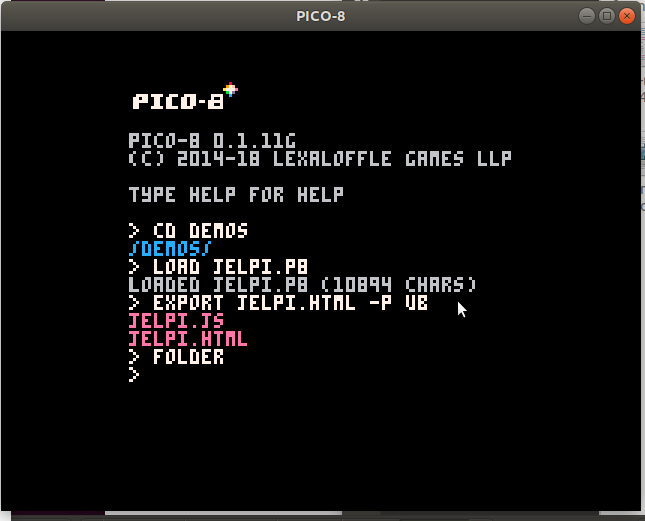 PICO-8
PICO-8
PICO-8 0.1.11G
(C) 2014-18 LEXALOFFLE GAMES LLP
TYPE HELP FOR HELP
> CD DEMOS
/DEMOS/
> LOAD JELPI.P8
LOADED JELPI.P8 (10894 CHARS)
> EXPORT JELPI.HTML -P VB
JELPI.JS
JELPI.HTML
> FOLDER
>